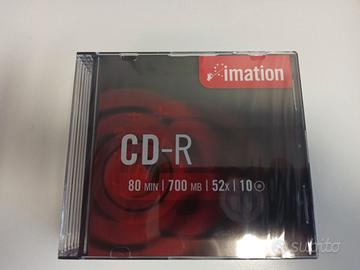 imation
CD-R
80 MIN | 700 MB | 52x | 10
subito